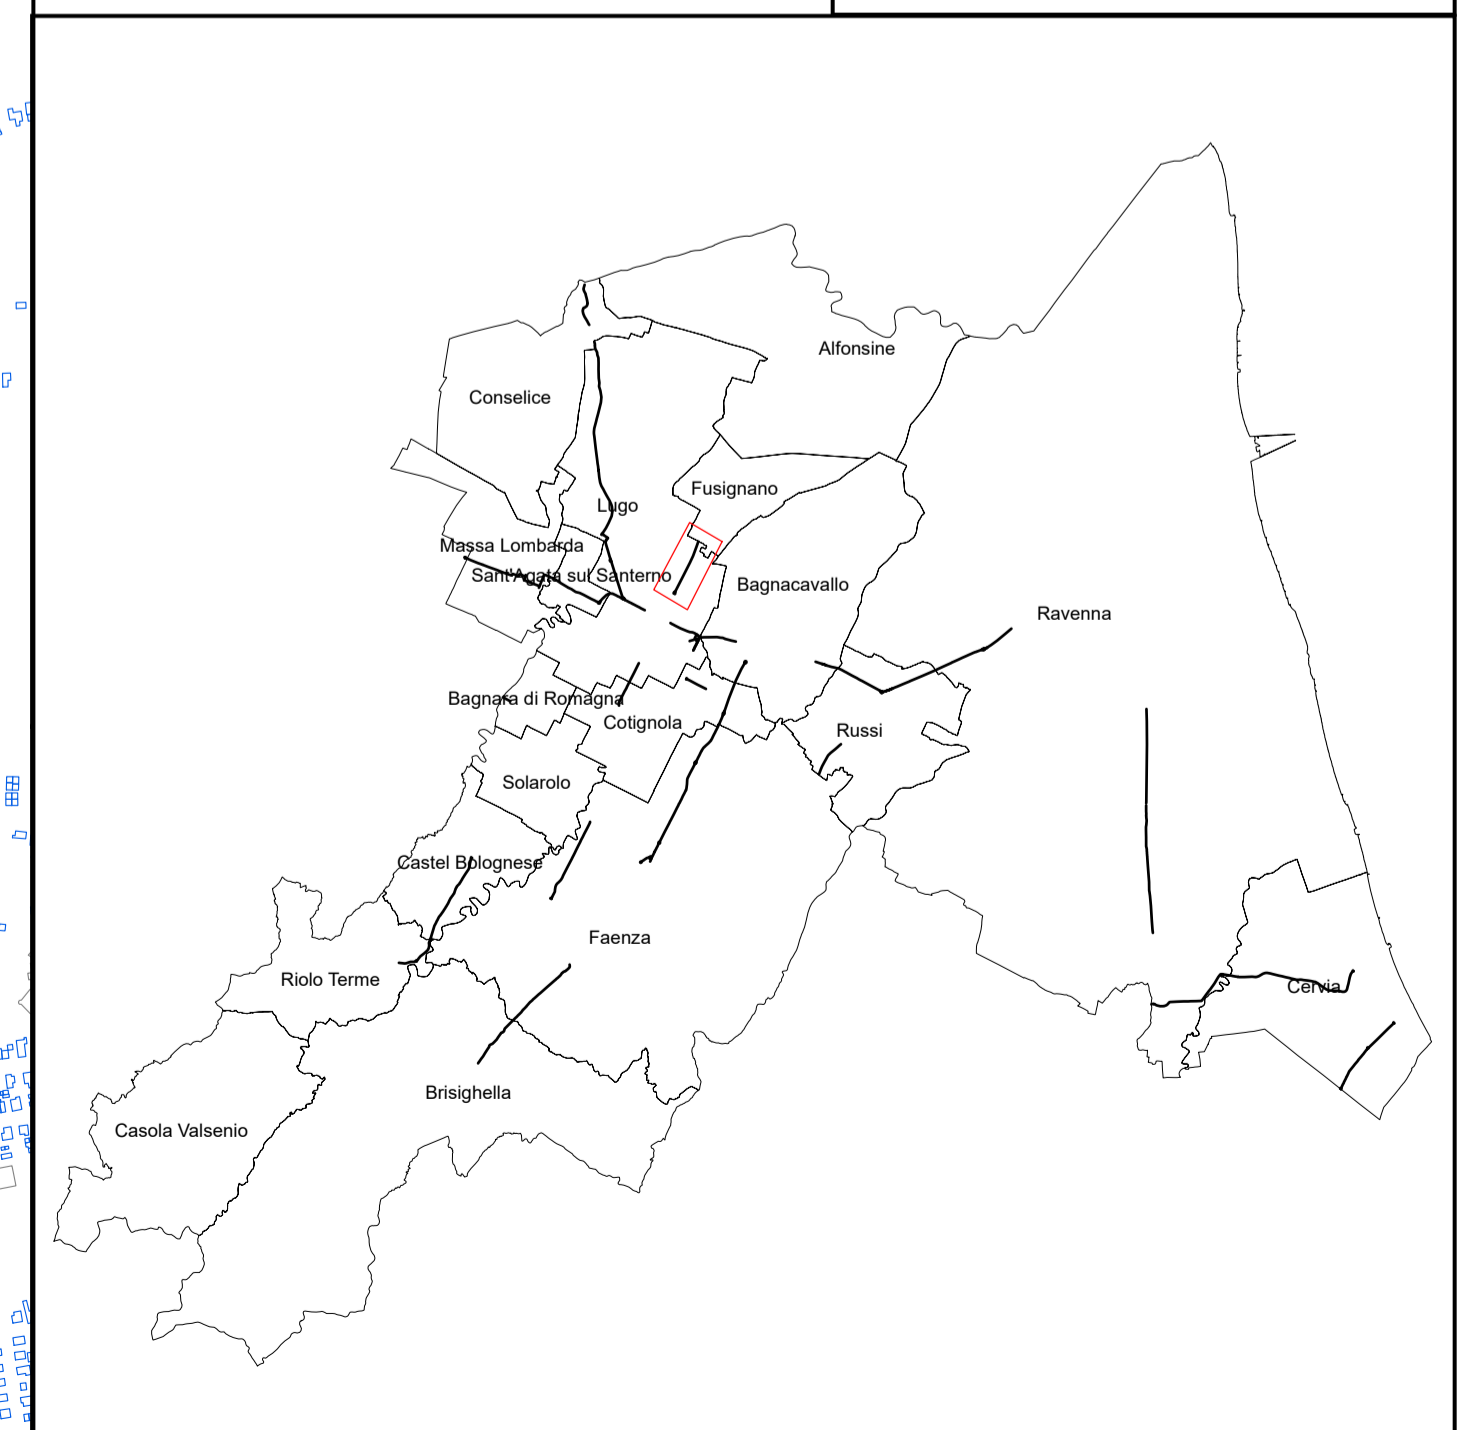 Alfonsine
Conselice
Fusignano
Lugo
Massa Lombarda
Sant'Agata sul Santerno
Bagnacavallo
Ravenna
Bagnara di Romagna
Cotignola
Russi
Solarolo
Castel Bolognese
Faenza
Riolo Terme
Cervia
Brisighella
Casola Valsenio